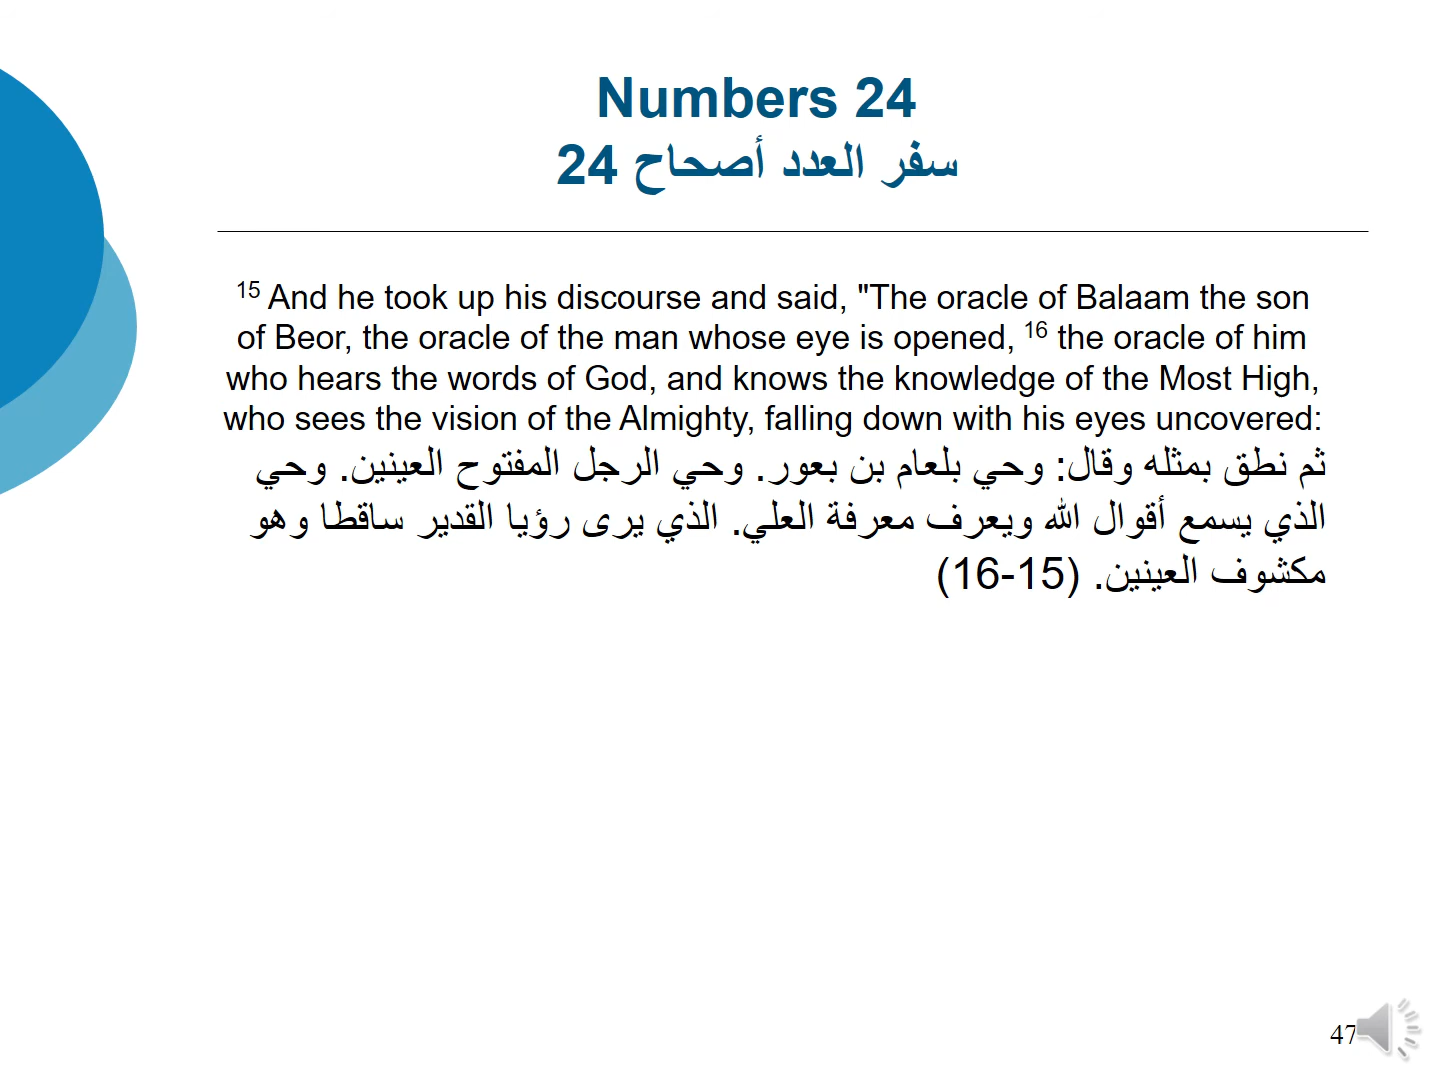 Numbers 24
سفر العدد أصحاح 24
15 And he took up his discourse and said, "The oracle of Balaam the son
of Beor, the oracle of the man whose eye is opened, 16 the oracle of him
who hears the words of God, and knows the knowledge of the Most High,
who sees the vision of the Almighty, falling down with his eyes uncovered:
ثم نطق بمثله وقال: وحي بلعام بن بعور. وحي الرجل المفتوح العينين. وحي
الذي يسمع أقوال الله ويعرف معرفة العلي. الذي يرى رؤيا القدير ساقطا وهو
مكشوف العينين. (15-16)
47